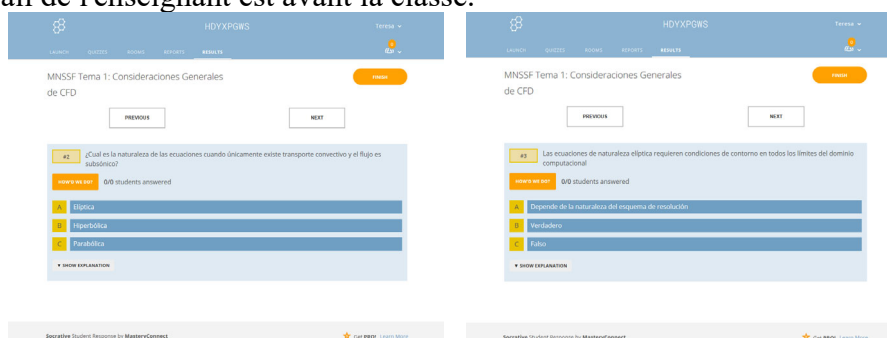 an de l'enseignant est avant la classe.
HDYXPGWS
Teresa
LAUNCH QUIZZES ROOMS REPORTS RESULTS
MNSSF Tema 1: Consideraciones Generales
de CFD
FINISH
PREVIOUS NEXT
#2 ¿Cual es la naturaleza de las ecuaciones cuando únicamente existe transporte convectivo y el flujo es
subsónico?
HOW'D WE DO? 0/0 students answered
A Elíptica
B Hiperbólica
C Parabólica
▼ SHOW EXPLANATION
Socrative Student Response by MasteryConnect
Get PRO! Learn More
HDYXPGWS
Teresa
LAUNCH QUIZZES ROOMS REPORTS RESULTS
MNSSF Tema 1: Consideraciones Generales
de CFD
FINISH
PREVIOUS NEXT
#3 Las ecuaciones de naturaleza elíptica requieren condiciones de contorno en todos los límites del dominio
computacional
HOW'D WE DO? 0/0 students answered
A Depende de la naturaleza del esquema de resolución
B Verdadero
C Falso
▼ SHOW EXPLANATION
Socrative Student Response by MasteryConnect
Get PRO! Learn More